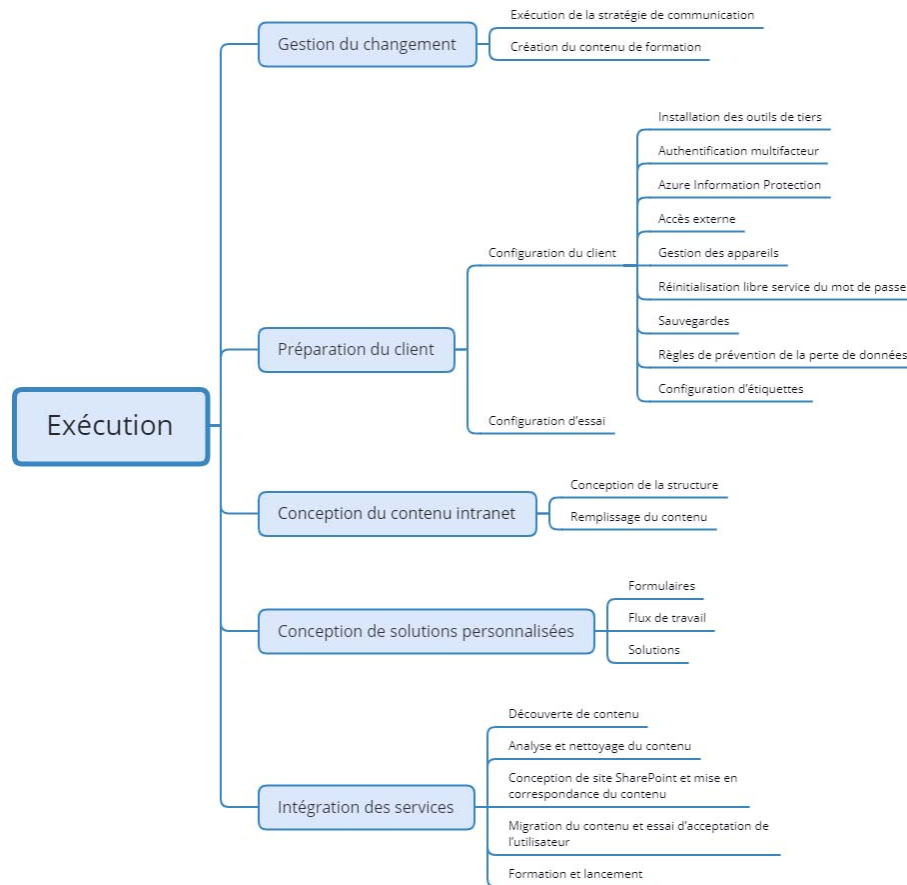 Exécution
Gestion du changement
Exécution de la stratégie de communication
Création du contenu de formation
Préparation du client
Configuration du client
Installation des outils de tiers
Authentification multifacteur
Azure Information Protection
Accès externe
Gestion des appareils
Réinitialisation libre service du mot de passe
Sauvegardes
Règles de prévention de la perte de données
Configuration d'étiquettes
Configuration d'essai
Conception du contenu intranet
Conception de la structure
Remplissage du contenu
Conception de solutions personnalisées
Formulaires
Flux de travail
Solutions
Intégration des services
Découverte de contenu
Analyse et nettoyage du contenu
Conception de site SharePoint et mise en
correspondance du contenu
Migration du contenu et essai d'acceptation de
l'utilisateur
Formation et lancement